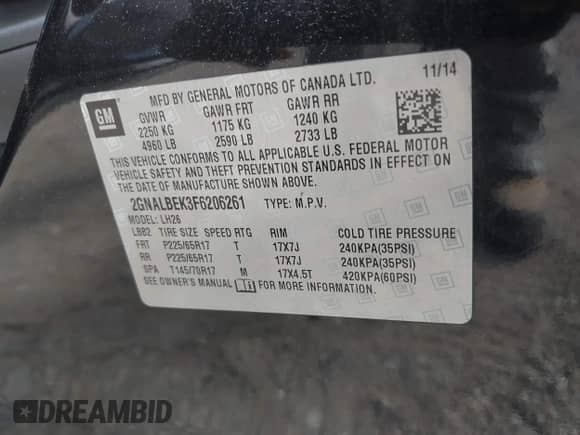 GM
MFD BY GENERAL MOTORS OF CANADA LTD. 11/14
GVWR GAWR FRT GAWR RR
2250 KG 1175 KG 1240 KG
4960 LB 2590 LB 2733 LB
THIS VEHICLE CONFORMS TO ALL APPLICABLE U.S. FEDERAL MOTOR
VEHICLE SAFETY AND THEFT PREVENTION STANDARDS IN EFFECT ON
THE DATE OF MANUFACTURE SHOWN ABOVE.
2GNALBEK3F6206261 TYPE: M.P.V.
MODEL: LH26
LBB2 TIRE SIZE SPEED RTG RIM COLD TIRE PRESSURE
FRT P225/65R17 T 17X7J 240KPA(35PSI)
RR P225/65R17 T 17X7J 240KPA(35PSI)
SPA T145/70R17 M 17X4.5T 420KPA(60PSI)
SEE OWNER'S MANUAL FOR MORE INFORMATION.
DREAMBID